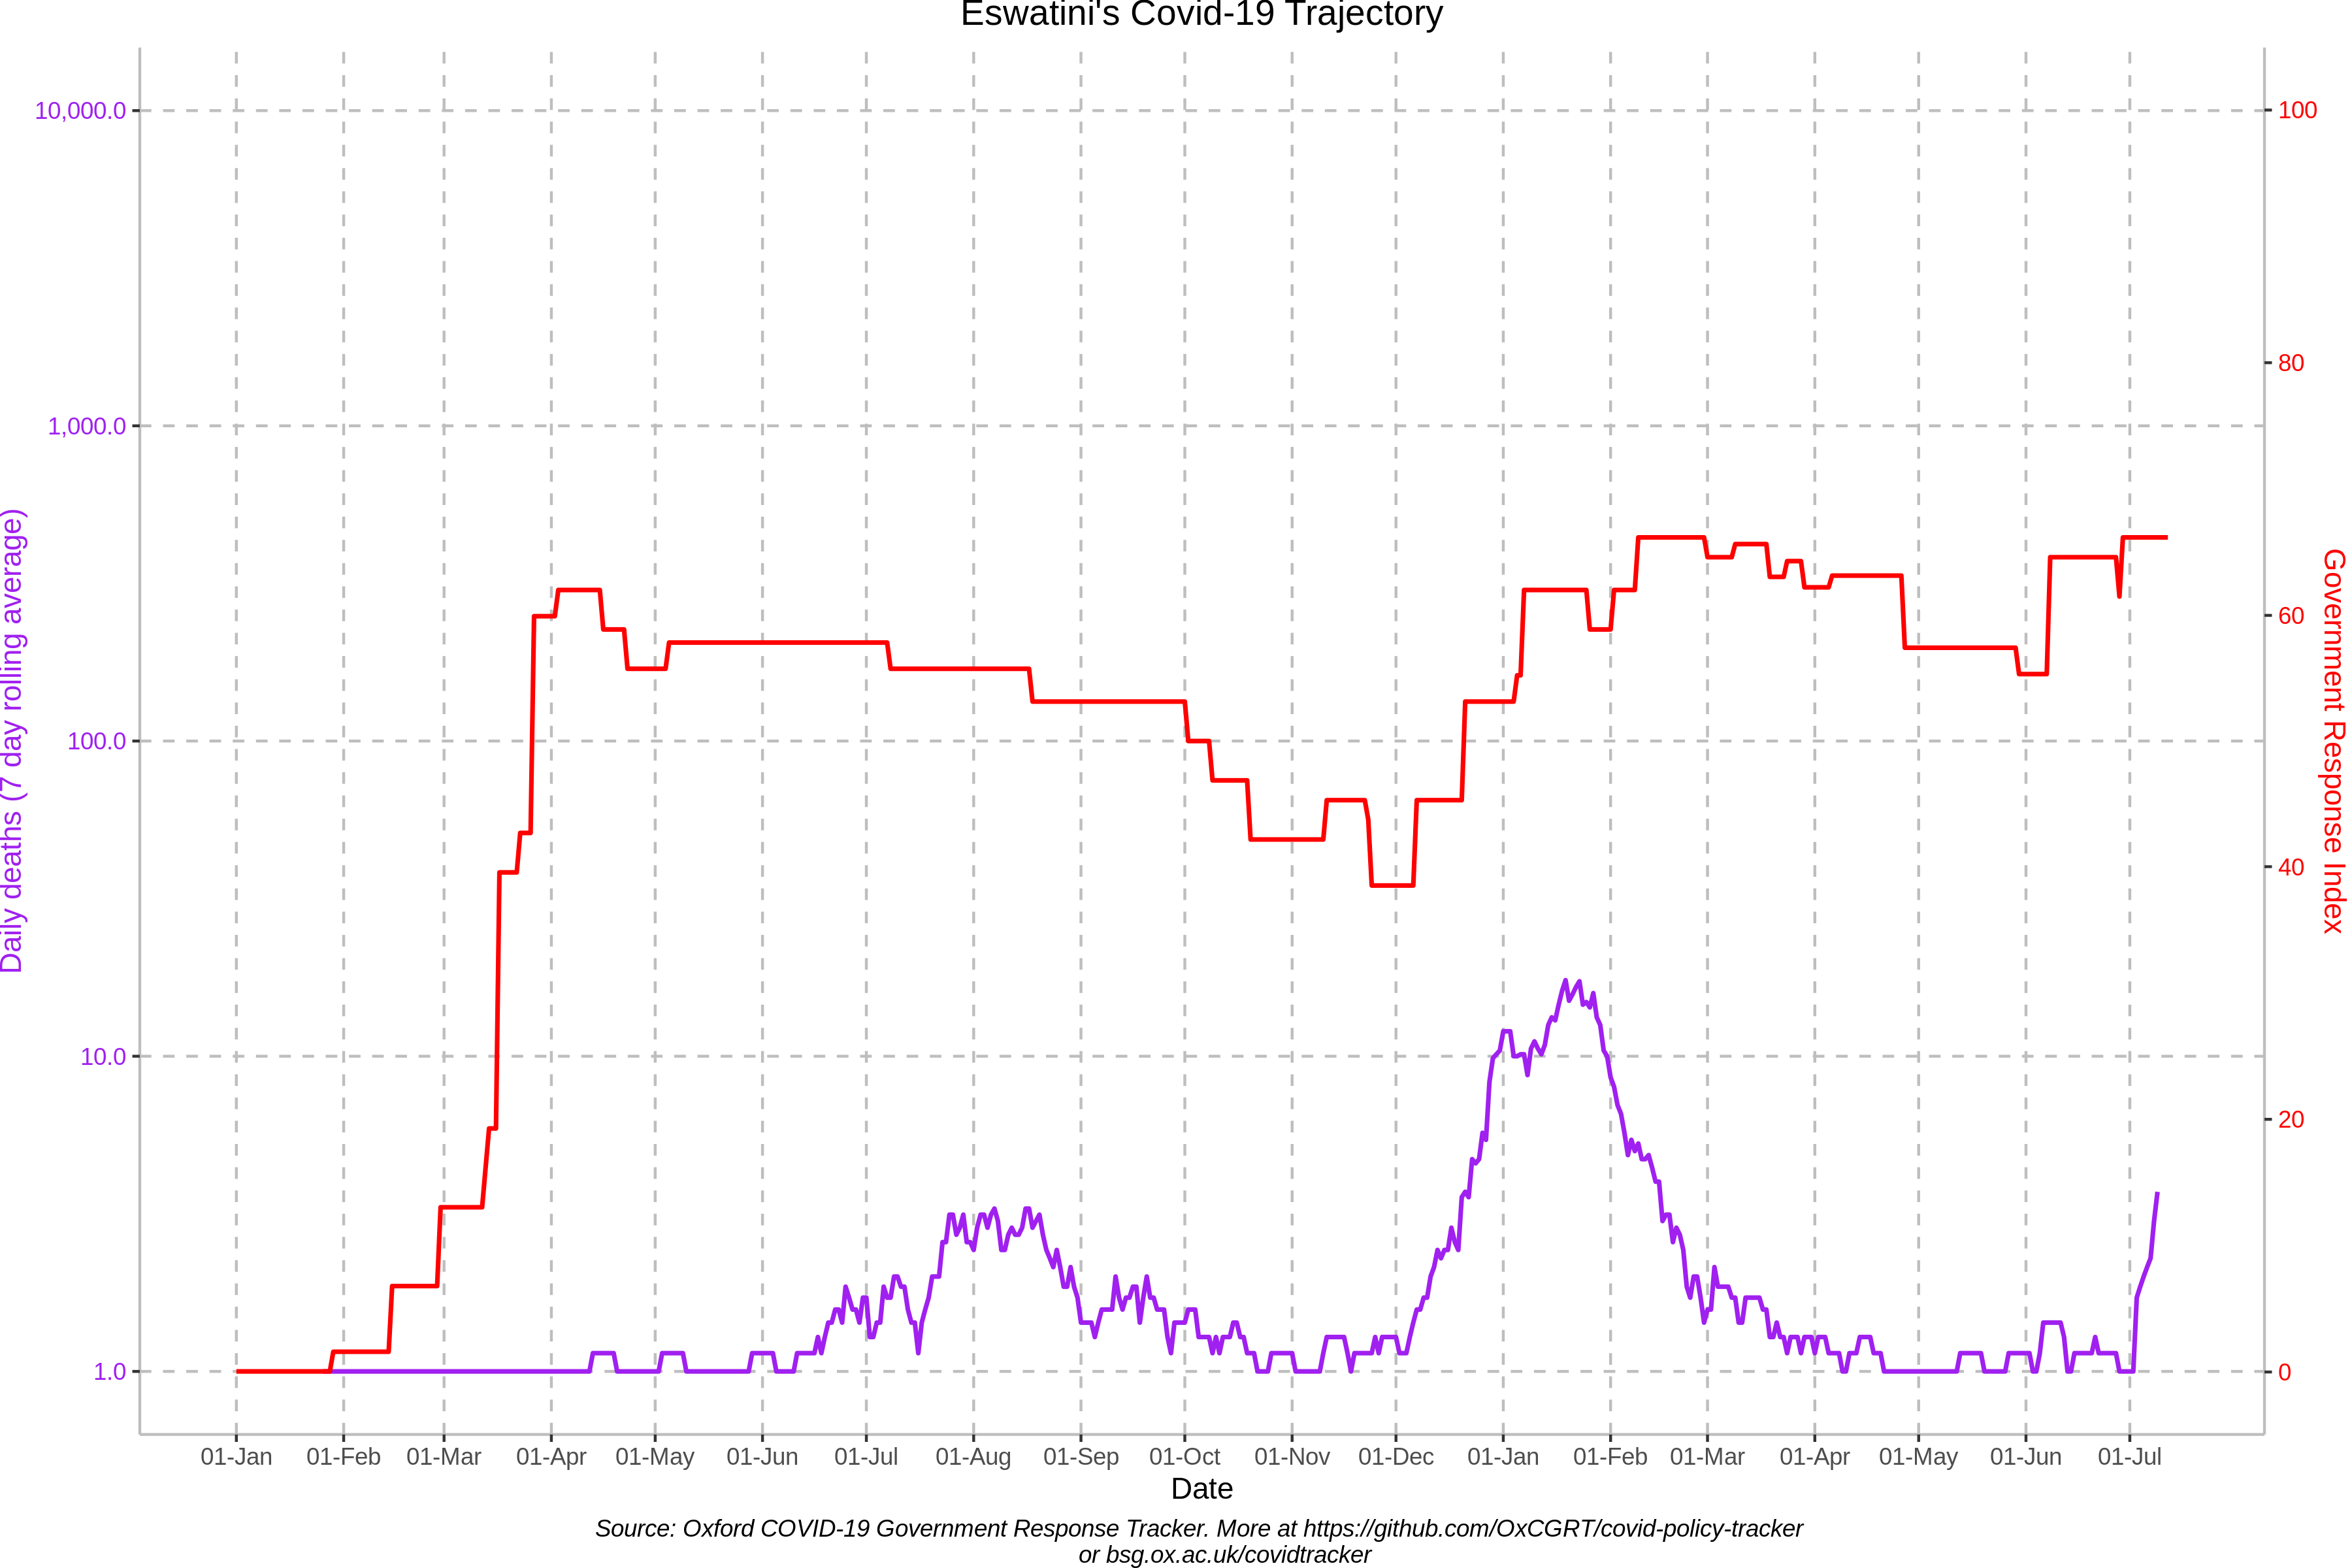 Eswatini's Covid-19 Trajectory
10,000.0
1,000.0
100.0
10.0
1.0
Daily deaths (7 day rolling average)
100
80
60
40
20
0
Government Response Index
01-Jan 01-Feb 01-Mar 01-Apr 01-May 01-Jun 01-Jul 01-Aug 01-Sep 01-Oct 01-Nov 01-Dec 01-Jan 01-Feb 01-Mar 01-Apr 01-May 01-Jun 01-Jul
Date
Source: Oxford COVID-19 Government Response Tracker. More at https://github.com/OxCGRT/covid-policy-tracker
or bsg.ox.ac.uk/covidtracker